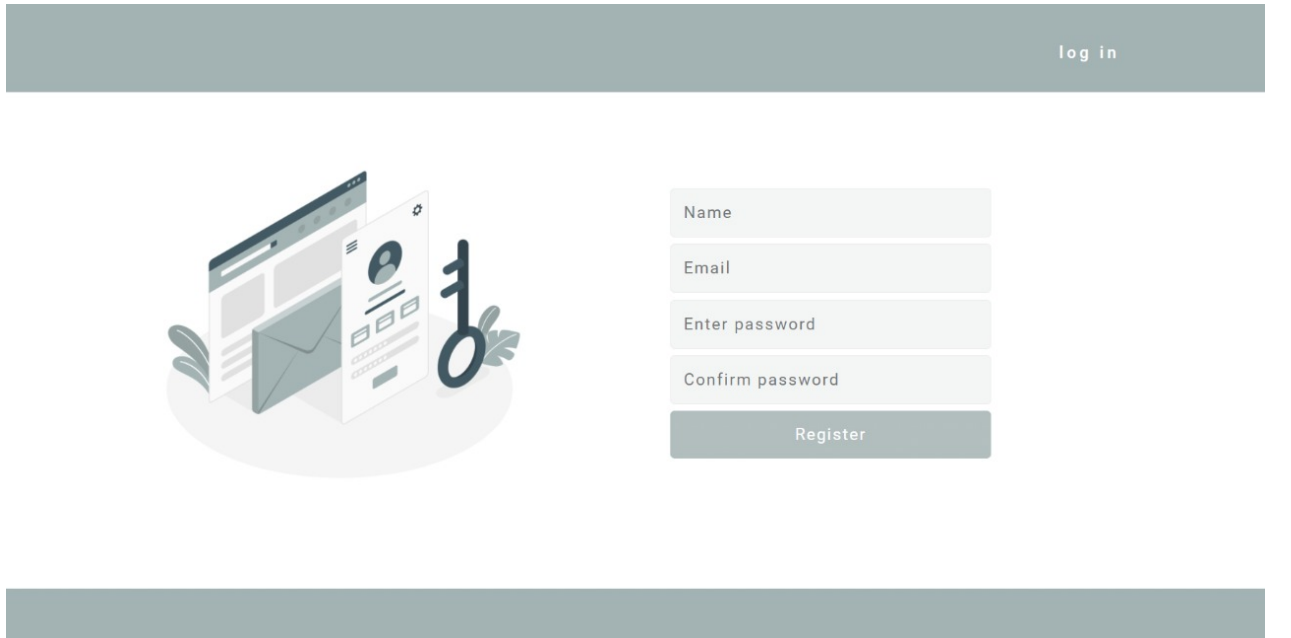 log in
Name
Email
Enter password
Confirm password
Register